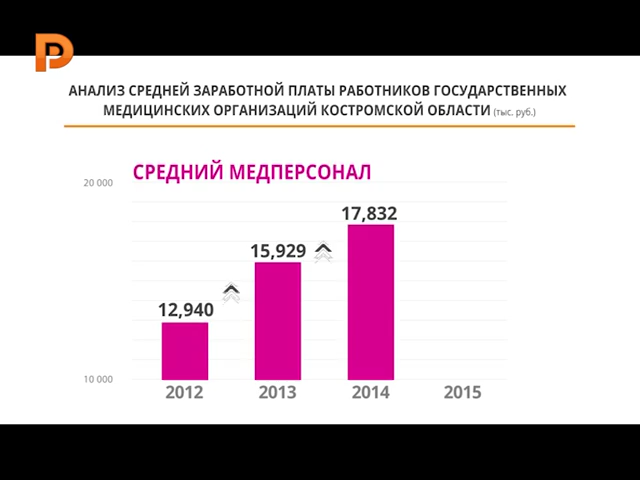 АНАЛИЗ СРЕДНЕЙ ЗАРАБОТНОЙ ПЛАТЫ РАБОТНИКОВ ГОСУДАРСТВЕННЫХ
МЕДИЦИНСКИХ ОРГАНИЗАЦИЙ КОСТРОМСКОЙ ОБЛАСТИ (тыс. руб.)
СРЕДНИЙ МЕДПЕРСОНАЛ
20 000
17,832
15,929
12,940
10 000
2012 2013 2014 2015